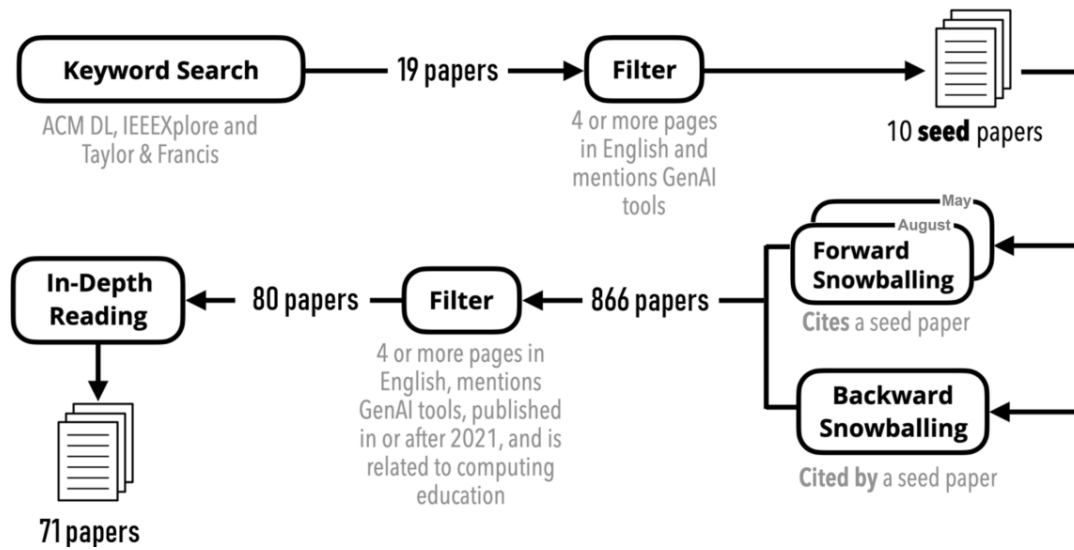 Keyword Search
19 papers
Filter
ACM DL, IEEEXplore and
Taylor & Francis
4 or more pages
in English and
mentions GenAI
tools
10 seed papers
May
August
Forward
Snowballing
Cites a seed paper
Backward
Snowballing
Cited by a seed paper
866 papers
Filter
4 or more pages in
English, mentions
GenAI tools, published
in or after 2021, and is
related to computing
education
80 papers
In-Depth
Reading
71 papers